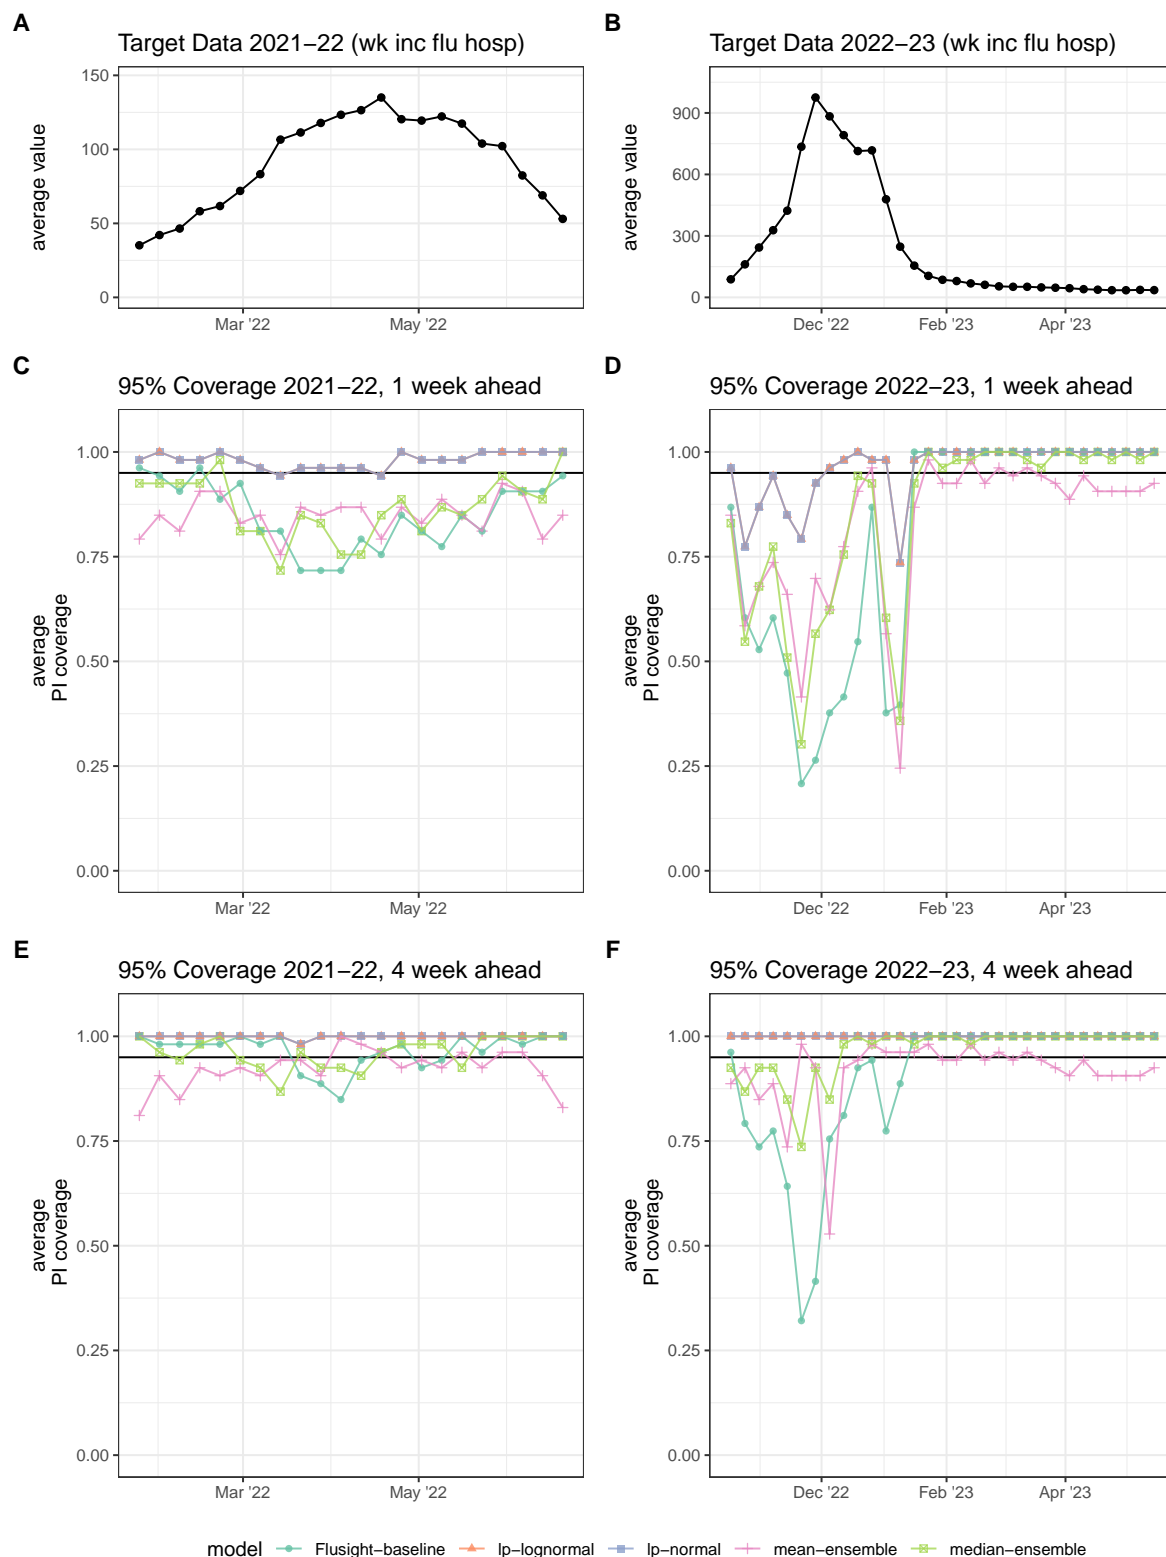 A
Target Data 2021−22 (wk inc flu hosp)
150
100
50
0
average value
Mar '22
May '22
B
Target Data 2022−23 (wk inc flu hosp)
900
600
300
0
average value
Dec '22
Feb '23
Apr '23
C
95% Coverage 2021−22, 1 week ahead
1.00
0.75
0.50
0.25
0.00
average
PI coverage
Mar '22
May '22
D
95% Coverage 2022−23, 1 week ahead
1.00
0.75
0.50
0.25
0.00
average
PI coverage
Dec '22
Feb '23
Apr '23
E
95% Coverage 2021−22, 4 week ahead
1.00
0.75
0.50
0.25
0.00
average
PI coverage
Mar '22
May '22
F
95% Coverage 2022−23, 4 week ahead
1.00
0.75
0.50
0.25
0.00
average
PI coverage
Dec '22
Feb '23
Apr '23
model Flusight−baseline lp−lognormal lp−normal mean−ensemble median−ensemble